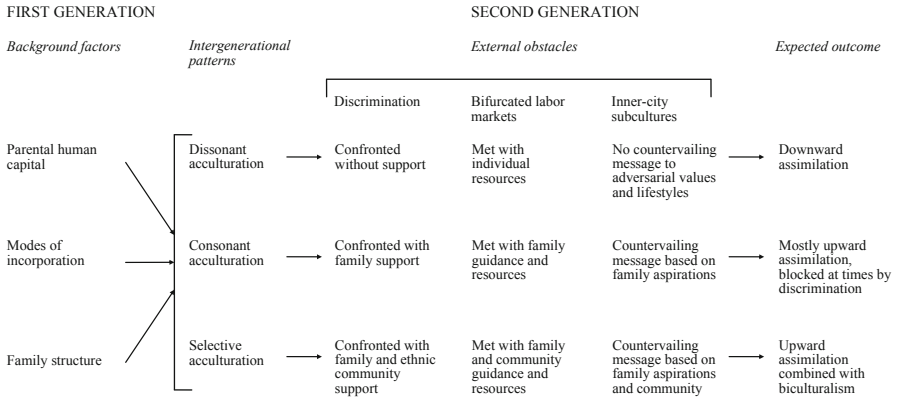 FIRST GENERATION
SECOND GENERATION
Background factors
Intergenerational
patterns
External obstacles
Expected outcome
Discrimination
Bifurcated labor
markets
Inner-city
subcultures
Parental human
capital
Dissonant
acculturation
Confronted
without support
Met with
individual
resources
No countervailing
message to
adversarial values
and lifestyles
Downward
assimilation
Modes of
incorporation
Consonant
acculturation
Confronted with
family support
Met with family
guidance and
resources
Countervailing
message based on
family aspirations
Mostly upward
assimilation,
blocked at times by
discrimination
Family structure
Selective
acculturation
Confronted with
family and ethnic
community
support
Met with family
and community
guidance and
resources
Countervailing
message based on
family aspirations
and community
Upward
assimilation
combined with
biculturalism